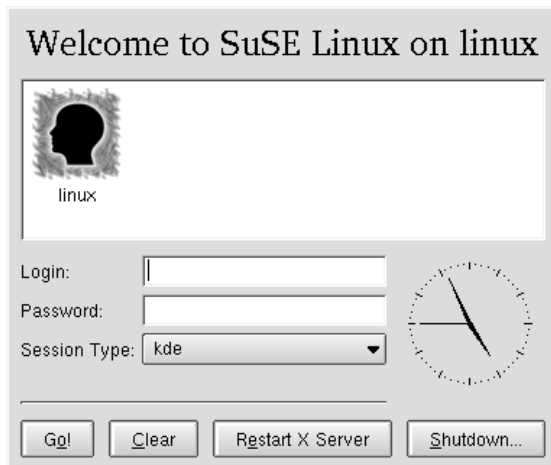 Welcome to SuSE Linux on linux
linux
Login:
Password:
Session Type: kde
Go! Clear Restart X Server Shutdown...